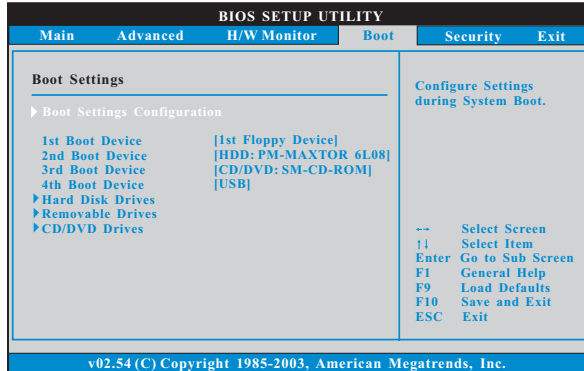 BIOS SETUP UTILITY
Main Advanced H/W Monitor Boot Security Exit
Boot Settings
Boot Settings Configuration
1st Boot Device [1st Floppy Device]
2nd Boot Device [HDD: PM-MAXTOR 6L08]
3rd Boot Device [CD/DVD: SM-CD-ROM]
4th Boot Device [USB]
Hard Disk Drives
Removable Drives
CD/DVD Drives
Configure Settings
during System Boot.
←→ Select Screen
↑↓ Select Item
Enter Go to Sub Screen
F1 General Help
F9 Load Defaults
F10 Save and Exit
ESC Exit
v02.54 (C) Copyright 1985-2003, American Megatrends, Inc.